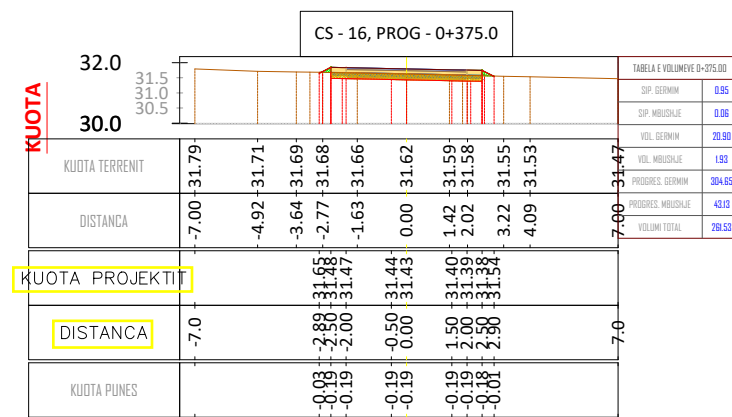 CS - 16, PROG - 0+375.0
KUOTA
32.0
31.5
31.0
30.5
30.0
TABELA E VOLUMEVE 0+375.00
SIP. GERMIM 0.95
SIP. MBUSHJE 0.06
VOL. GERMIM 20.90
VOL. MBUSHJE 1.93
PROGRES. GERMIM 304.65
PROGRES. MBUSHJE 43.13
VOLUMI TOTAL 261.53
KUOTA TERRENIT 31.79 31.71 31.69 31.68 31.66 31.62 31.59 31.58 31.55 31.53 31.47
DISTANCA -7.00 -4.92 -3.64 -2.77 -1.63 0.00 1.42 2.02 3.22 4.09 7.00
KUOTA PROJEKTIT 31.65 31.48 31.47 31.44 31.43 31.40 31.39 31.38 31.54
DISTANCA -7.0 -2.89 -2.50 -2.00 -0.50 0.00 1.50 2.00 2.50 2.90 7.0
KUOTA PUNES -0.03 -0.19 -0.19 -0.19 -0.19 -0.19 -0.19 -0.18 -0.01